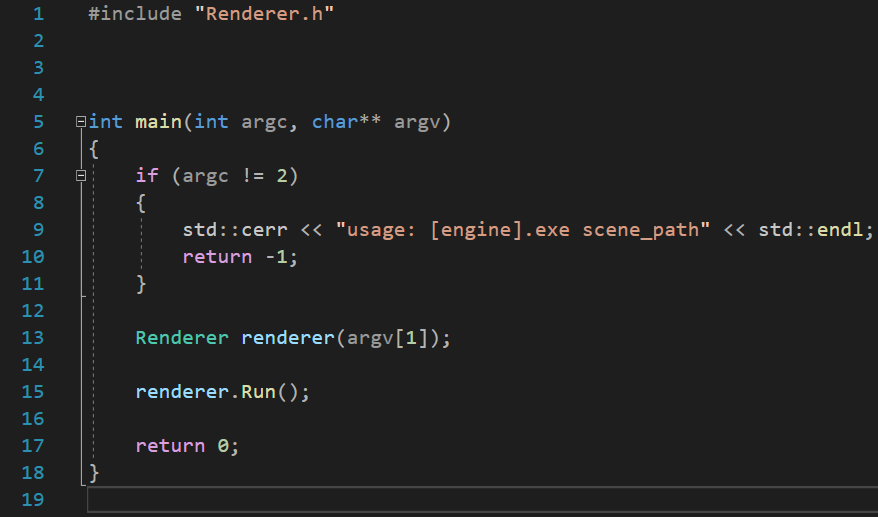 1 #include "Renderer.h"
2
3
4
5 int main(int argc, char** argv)
6 {
7     if (argc != 2)
8     {
9         std::cerr << "usage: [engine].exe scene_path" << std::endl;
10         return -1;
11     }
12
13     Renderer renderer(argv[1]);
14
15     renderer.Run();
16
17     return 0;
18 }
19